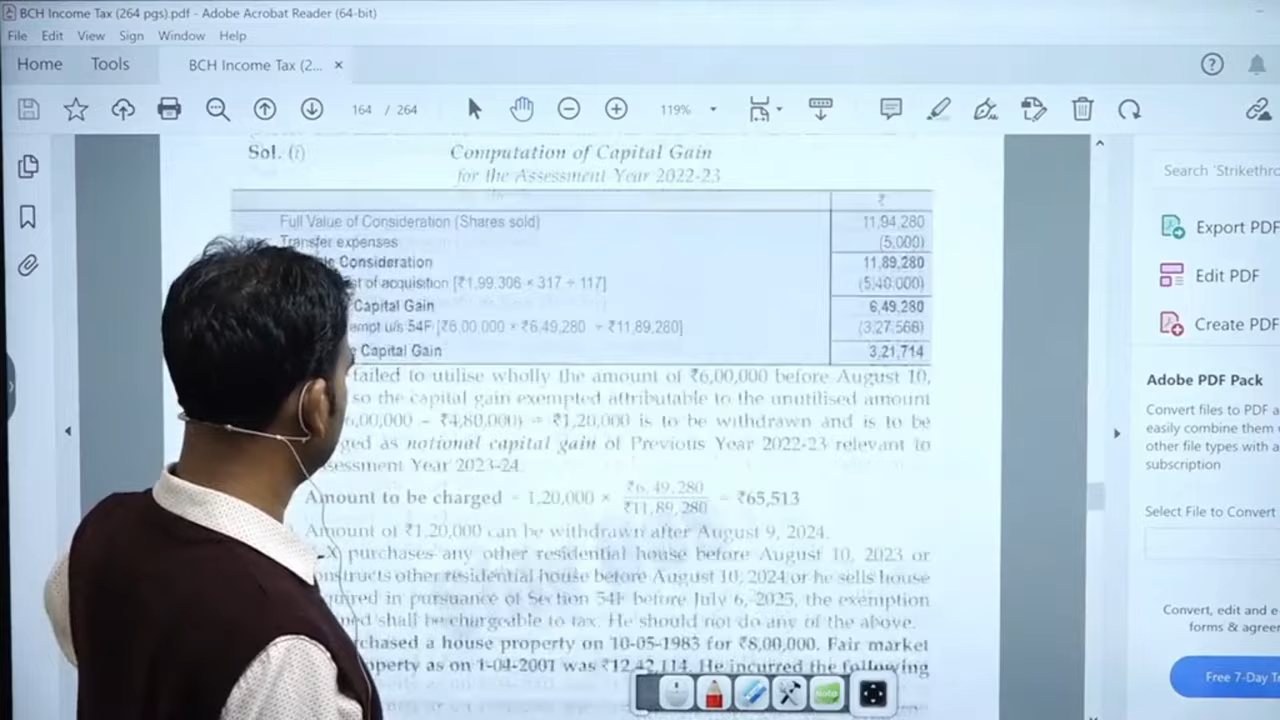 BCH Income Tax (264 pgs).pdf - Adobe Acrobat Reader (64-bit)
File Edit View Sign Window Help
Home Tools BCH Income Tax (2... ×
164 / 264 119%
Sol. (i) Computation of Capital Gain
for the Assessment Year 2022-23
₹
Full Value of Consideration (Shares sold) 11,94,280
Transfer expenses (5,000)
Consideration 11,89,280
of acquisition [₹1,99,306 × 317 ÷ 117] (5,40,000)
Capital Gain 6,49,280
u/s 54F [₹6,00,000 × ₹6,49,280 ÷ ₹11,89,280] (3,27,566)
Capital Gain 3,21,714
failed to utilise wholly the amount of ₹6,00,000 before August 10,
so the capital gain exempted attributable to the unutilised amount
6,00,000 – ₹4,80,000) = ₹1,20,000 is to be withdrawn and is to be
ged as notional capital gain of Previous Year 2022-23 relevant to
sessment Year 2023-24.
Amount to be charged = 1,20,000 × ₹6,49,280 / ₹11,89,280 = ₹65,513
Amount of ₹1,20,000 can be withdrawn after August 9, 2024.
X purchases any other residential house before August 10, 2023 or
onstructs other residential house before August 10, 2024 or he sells house
quired in pursuance of Section 54F before July 6, 2025, the exemption
shall be chargeable to tax. He should not do any of the above.
rchased a house property on 10-05-1983 for ₹8,00,000. Fair market
operty as on 1-04-2001 was ₹12,42,114. He incurred the following
Note
Search 'Strikethro
Export PDF
Edit PDF
Create PDF
Adobe PDF Pack
Convert files to PDF a
easily combine them
other file types with a
subscription
Select File to Convert
Convert, edit and e
forms & agree
Free 7-Day Tr